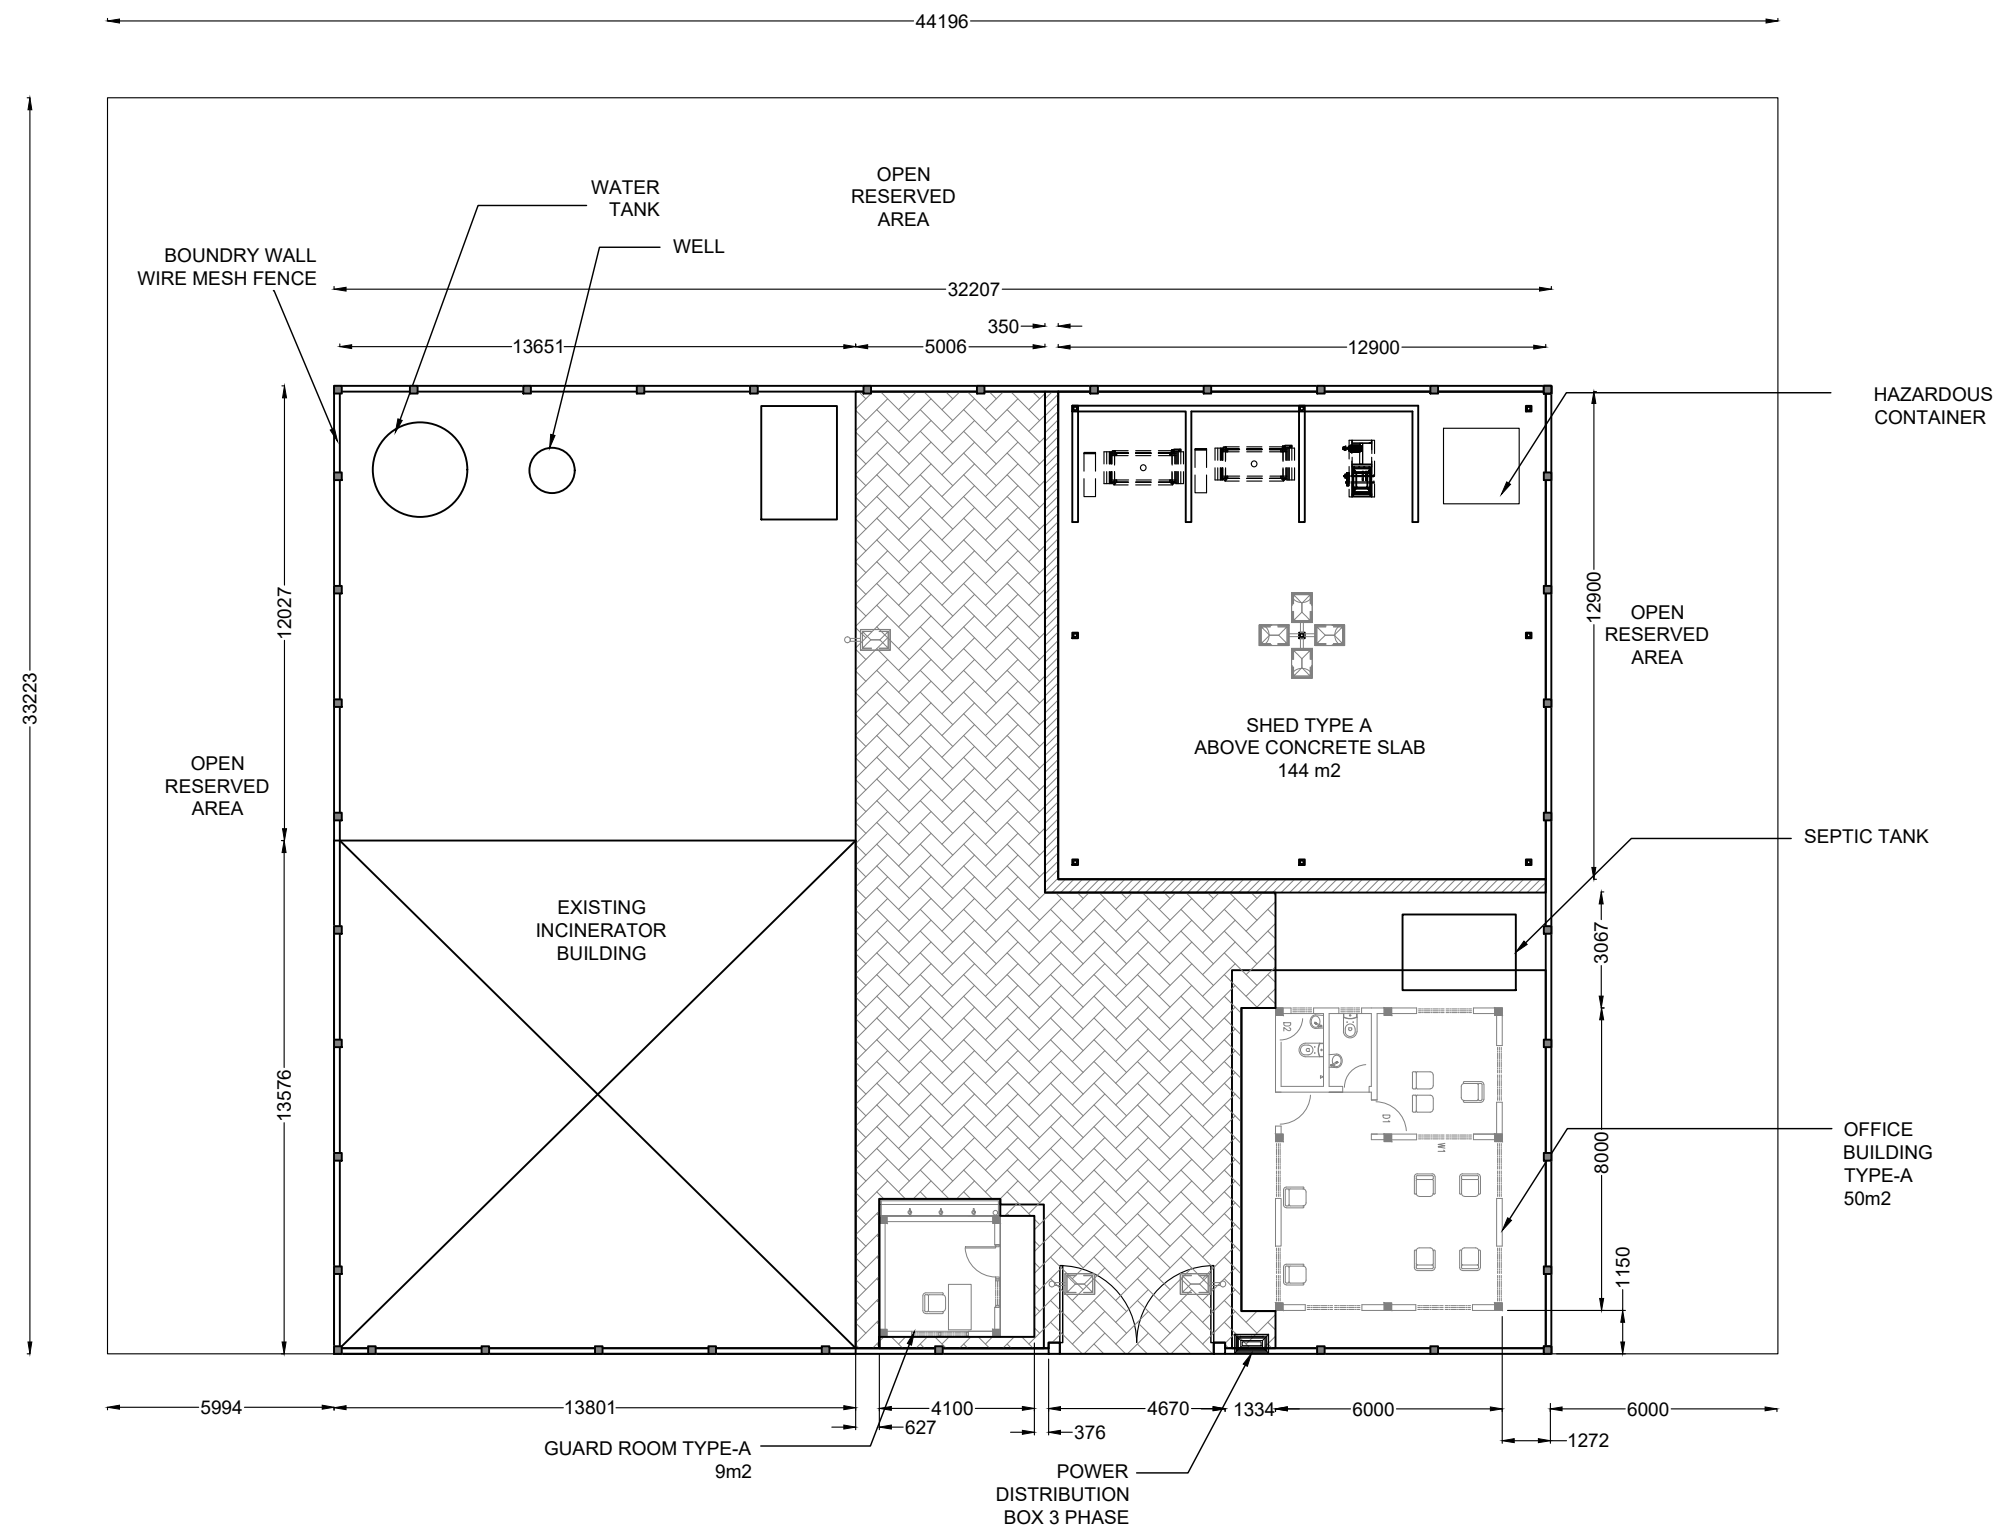 44196
33223
OPEN
RESERVED
AREA
WATER
TANK
WELL
BOUNDRY WALL
WIRE MESH FENCE
32207
350
13651
5006
12900
HAZARDOUS
CONTAINER
12027
12900
OPEN
RESERVED
AREA
SHED TYPE A
ABOVE CONCRETE SLAB
144 m2
OPEN
RESERVED
AREA
SEPTIC TANK
EXISTING
INCINERATOR
BUILDING
3067
13576
D2
D1
W1
8000
OFFICE
BUILDING
TYPE-A
50m2
1150
5994
13801
4100
4670
1334
6000
6000
627
376
1272
GUARD ROOM TYPE-A
9m2
POWER
DISTRIBUTION
BOX 3 PHASE